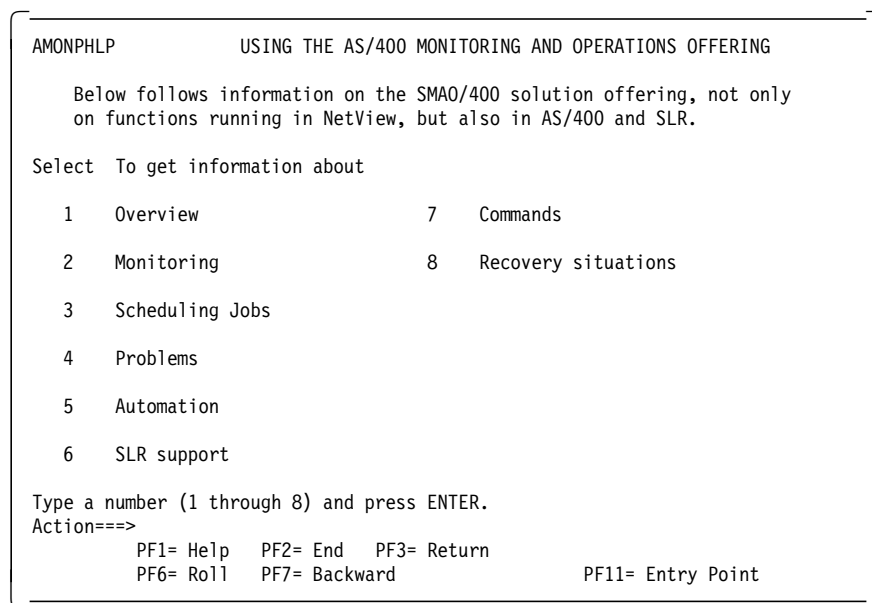 AMONPHLP USING THE AS/400 MONITORING AND OPERATIONS OFFERING
Below follows information on the SMAO/400 solution offering, not only
on functions running in NetView, but also in AS/400 and SLR.
Select To get information about
1 Overview 7 Commands
2 Monitoring 8 Recovery situations
3 Scheduling Jobs
4 Problems
5 Automation
6 SLR support
Type a number (1 through 8) and press ENTER.
Action===>
PF1= Help PF2= End PF3= Return
PF6= Roll PF7= Backward PF11= Entry Point